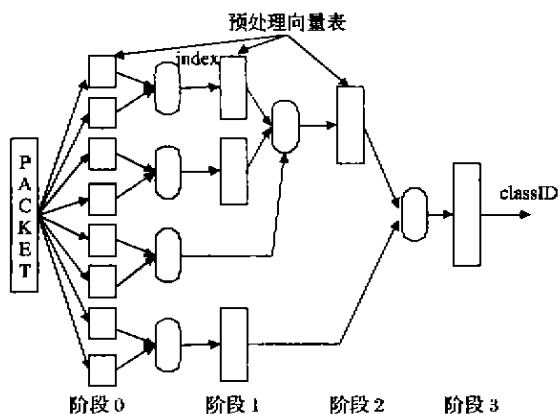 预处理向量表
index
PACKET
classID
阶段 0
阶段 1
阶段 2
阶段 3